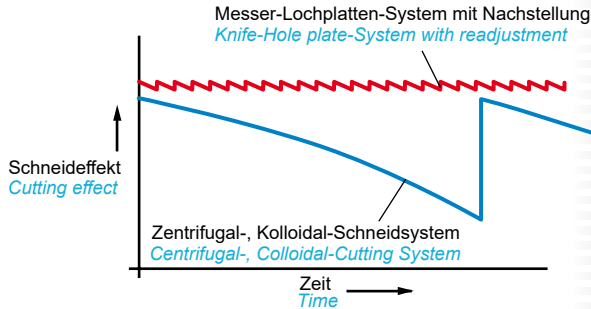 Messer-Lochplatten-System mit Nachstellung
Knife-Hole plate-System with readjustment
Schneideffekt
Cutting effect
Zentrifugal-, Kolloidal-Schneidsystem
Centrifugal-, Colloidal-Cutting System
Zeit
Time